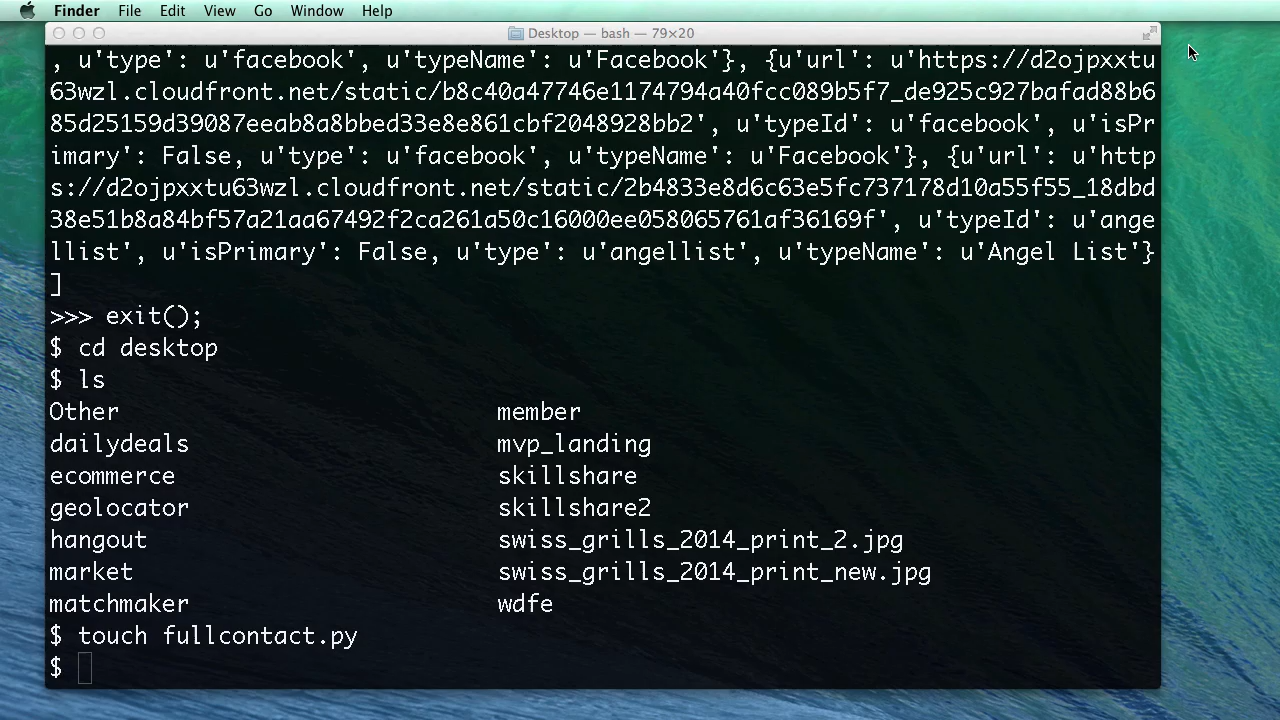 Finder File Edit View Go Window Help
Desktop — bash — 79×20
, u'type': u'facebook', u'typeName': u'Facebook'}, {u'url': u'https://d2ojpxxtu
63wzl.cloudfront.net/static/b8c40a47746e1174794a40fcc089b5f7_de925c927bafad88b6
85d25159d39087eeab8a8bbed33e8e861cbf2048928bb2', u'typeId': u'facebook', u'isPr
imary': False, u'type': u'facebook', u'typeName': u'Facebook'}, {u'url': u'http
s://d2ojpxxtu63wzl.cloudfront.net/static/2b4833e8d6c63e5fc737178d10a55f55_18dbd
38e51b8a84bf57a21aa67492f2ca261a50c16000ee058065761af36169f', u'typeId': u'ange
llist', u'isPrimary': False, u'type': u'angellist', u'typeName': u'Angel List'}
]
>>> exit();
$ cd desktop
$ ls
Other member
dailydeals mvp_landing
ecommerce skillshare
geolocator skillshare2
hangout swiss_grills_2014_print_2.jpg
market swiss_grills_2014_print_new.jpg
matchmaker wdfe
$ touch fullcontact.py
$